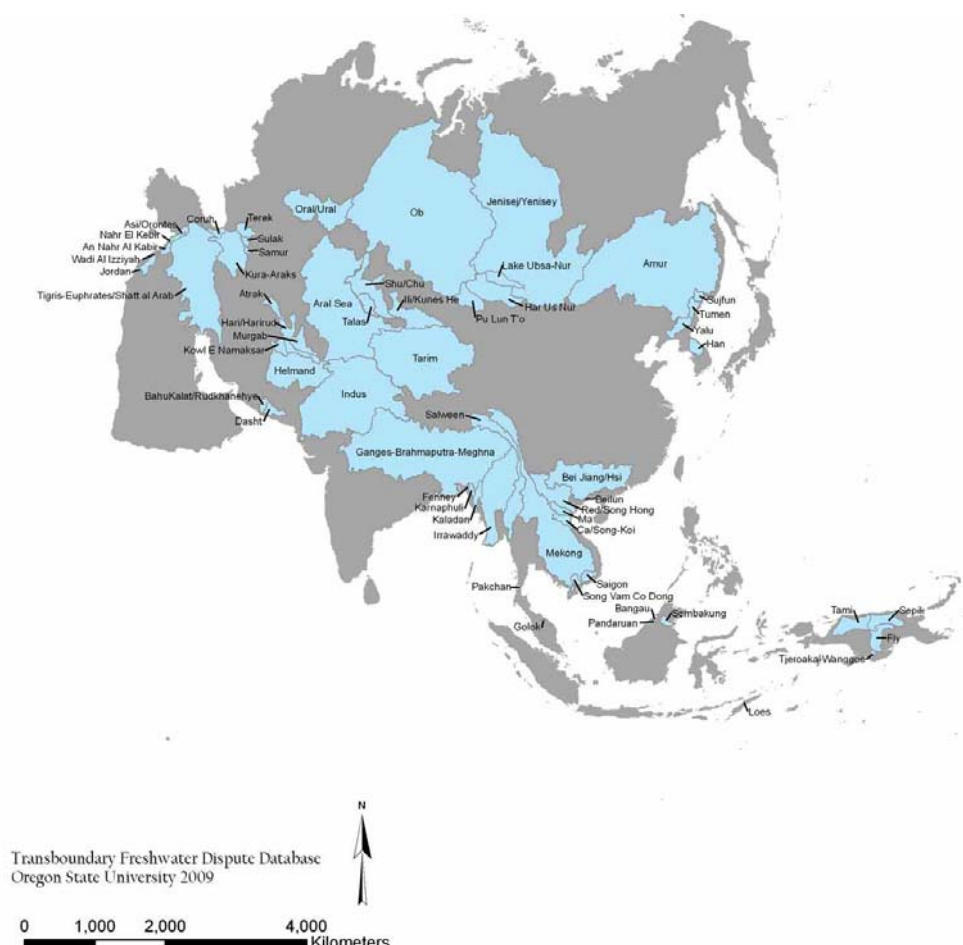 Oral/Ural
Ob
Jenisej/Yenisey
Coruh
Terek
Asi/Orontes
Nahr El Kebir
An Nahr Al Kabir
Wadi Al Izziyah
Jordan
Sulak
Samur
Kura-Araks
Tigris-Euphrates/Shatt al Arab
Lake Ubsa-Nur
Amur
Shu/Chu
Atrak
Aral Sea
Ili/Kunes He
Har Us Nur
Pu Lun T'o
Sujfun
Tumen
Yalu
Han
Talas
Hari/Harirud
Murgab
Kowl E Namaksar
Tarim
Helmand
Indus
BahuKalat/Rudkhanehye
Dasht
Salween
Ganges-Brahmaputra-Meghna
Bei Jiang/Hsi
Fenney
Karnaphuli
Kaladan
Irrawaddy
Beilun
Red/Song Hong
Ma
Ca/Song-Koi
Mekong
Pakchan
Saigon
Song Vam Co Dong
Bangau
Sembakung
Pandaruan
Golok
Tami
Sepik
Fly
Tjeroaka/Wanggoe
Loes
N
Transboundary Freshwater Dispute Database
Oregon State University 2009
0 1,000 2,000 4,000
Kilometers